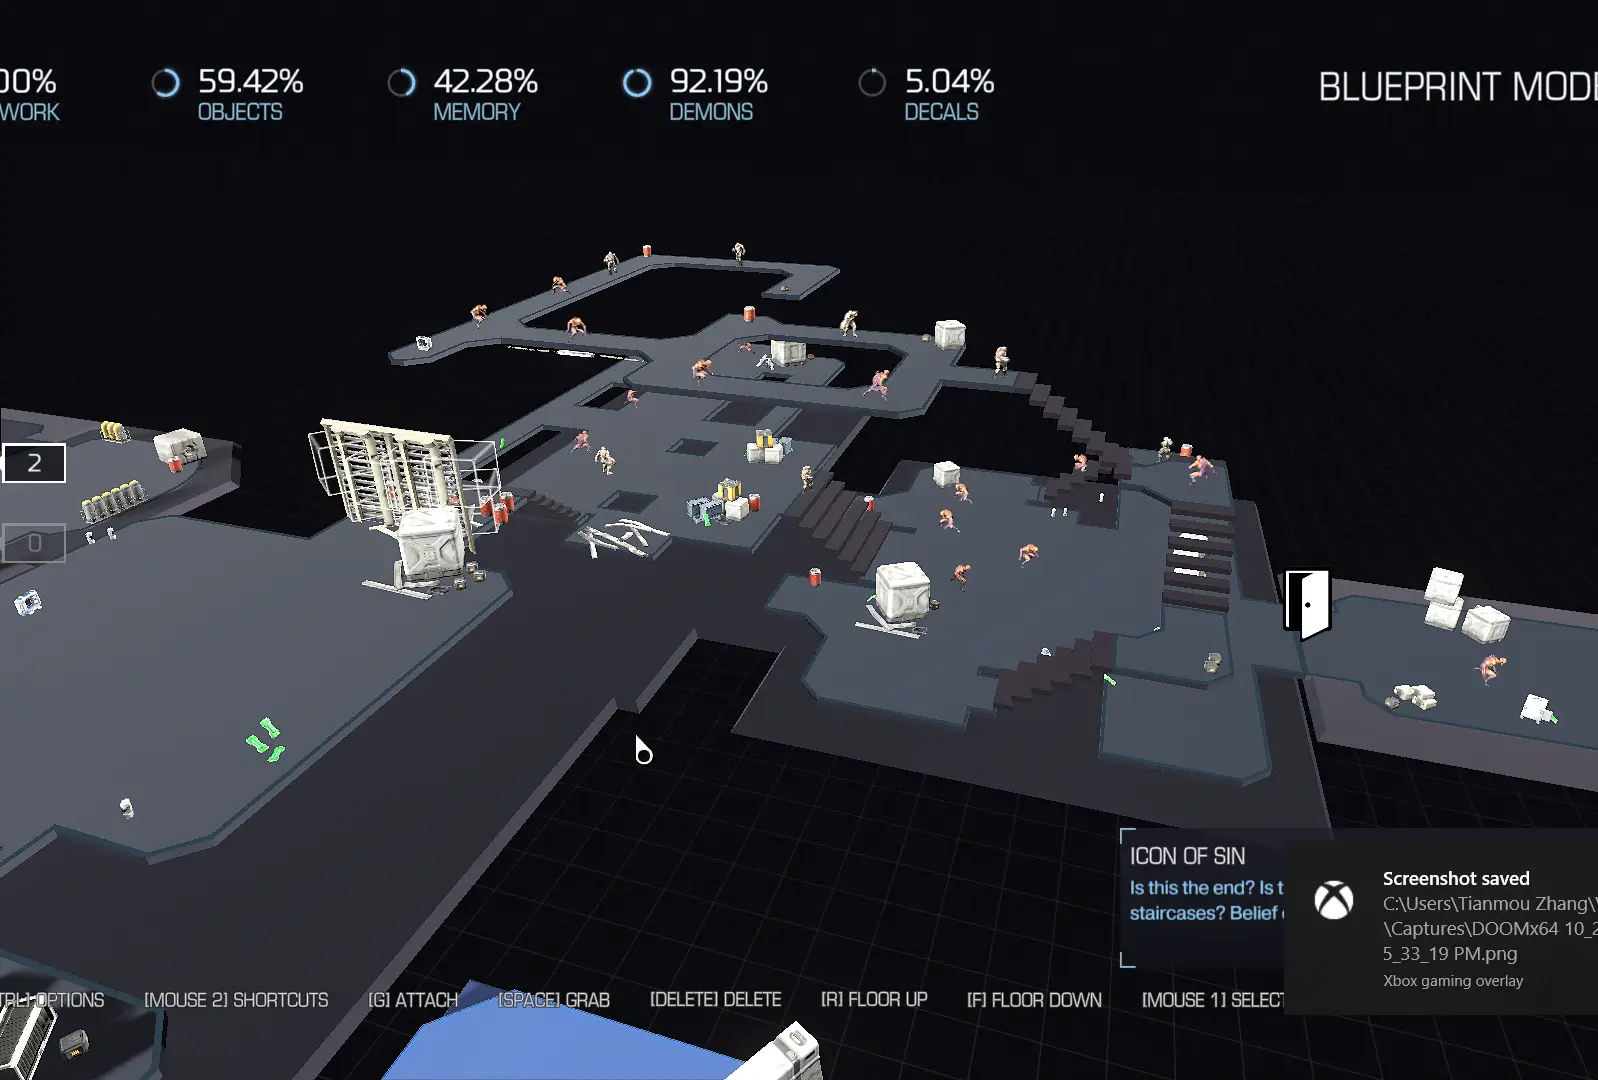 00%
WORK
59.42%
OBJECTS
42.28%
MEMORY
92.19%
DEMONS
5.04%
DECALS
BLUEPRINT MODE
2
0
ICON OF SIN
Is this the end? Is t
staircases? Belief
Screenshot saved
C:\Users\Tianmou Zhang\
\Captures\DOOMx64 10_2
5_33_19 PM.png
Xbox gaming overlay
TRL] OPTIONS
[MOUSE 2] SHORTCUTS
[G] ATTACH
[SPACE] GRAB
[DELETE] DELETE
[R] FLOOR UP
[F] FLOOR DOWN
[MOUSE 1] SELECT